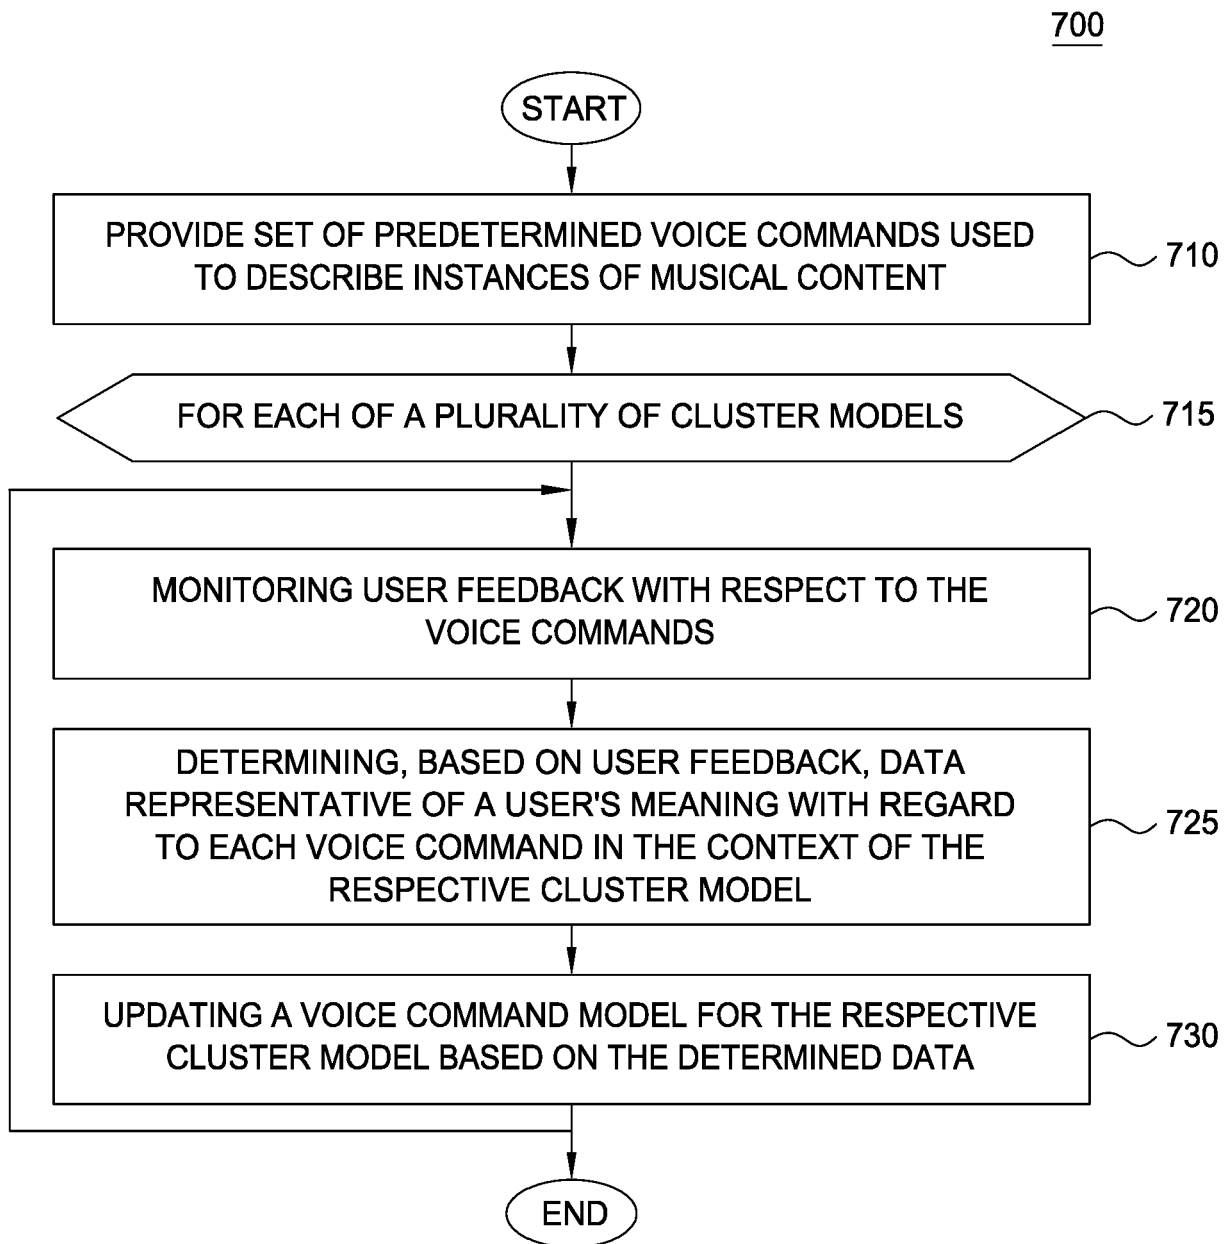 700
START
PROVIDE SET OF PREDETERMINED VOICE COMMANDS USED
TO DESCRIBE INSTANCES OF MUSICAL CONTENT
710
FOR EACH OF A PLURALITY OF CLUSTER MODELS
715
MONITORING USER FEEDBACK WITH RESPECT TO THE
VOICE COMMANDS
720
DETERMINING, BASED ON USER FEEDBACK, DATA
REPRESENTATIVE OF A USER'S MEANING WITH REGARD
TO EACH VOICE COMMAND IN THE CONTEXT OF THE
RESPECTIVE CLUSTER MODEL
725
UPDATING A VOICE COMMAND MODEL FOR THE RESPECTIVE
CLUSTER MODEL BASED ON THE DETERMINED DATA
730
END